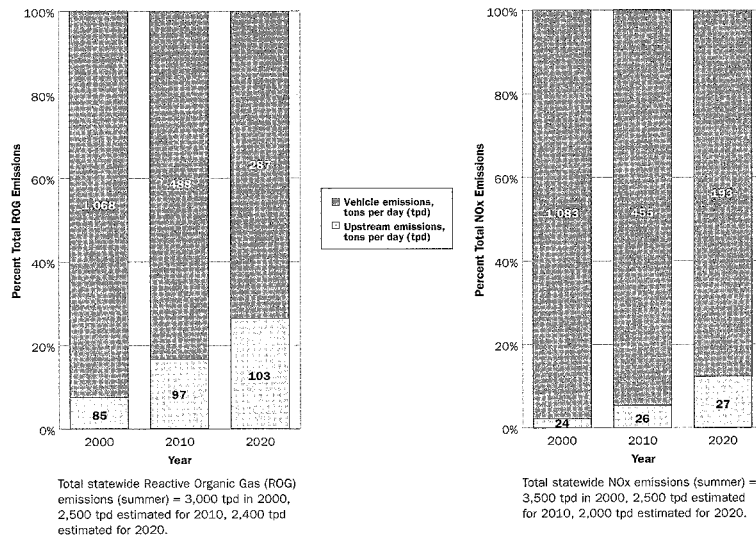 100%
80%
60%
40%
20%
0%
Percent Total ROG Emissions
1,068
488
287
85
97
103
2000
2010
2020
Year
Total statewide Reactive Organic Gas (ROG)
emissions (summer) = 3,000 tpd in 2000,
2,500 tpd estimated for 2010, 2,400 tpd
estimated for 2020.
Vehicle emissions,
tons per day (tpd)
Upstream emissions,
tons per day (tpd)
100%
80%
60%
40%
20%
0%
Percent Total NOx Emissions
1,083
455
193
24
26
27
2000
2010
2020
Year
Total statewide NOx emissions (summer) =
3,500 tpd in 2000, 2,500 tpd estimated
for 2010, 2,000 tpd estimated for 2020.